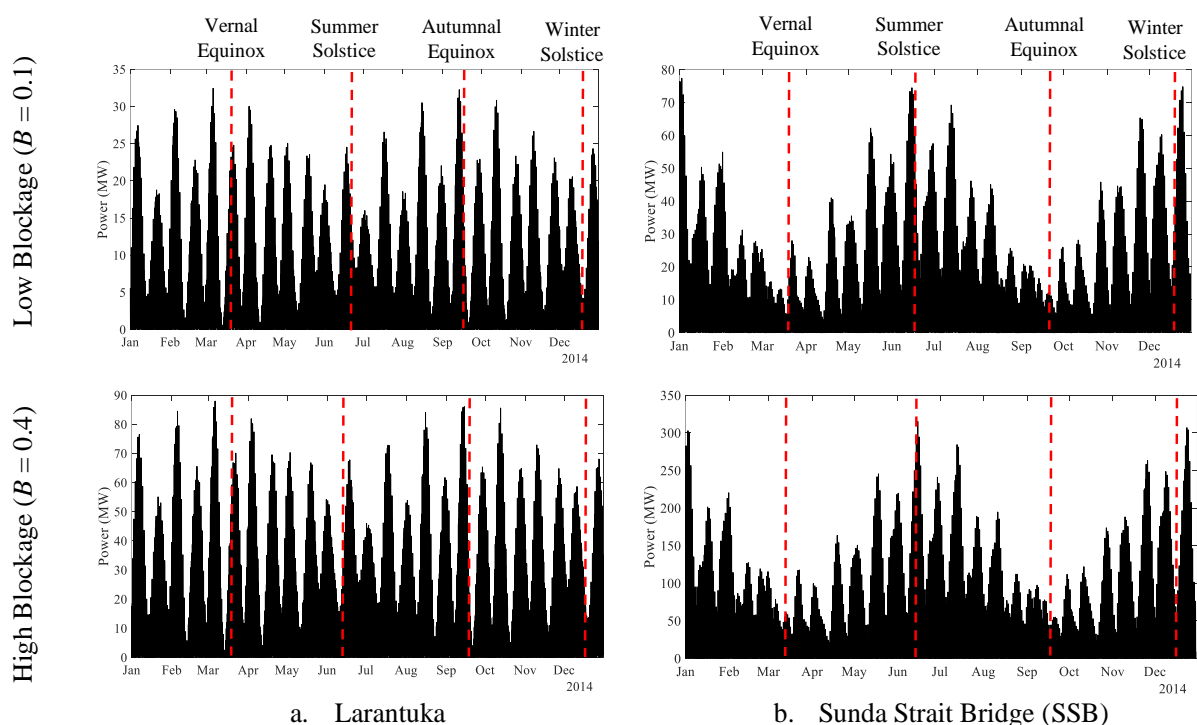 Vernal
Equinox
Summer
Solstice
Autumnal
Equinox
Winter
Solstice
Vernal
Equinox
Summer
Solstice
Autumnal
Equinox
Winter
Solstice
Low Blockage (B = 0.1)
Power (MW)
35
30
25
20
15
10
5
0
Jan Feb Mar Apr May Jun Jul Aug Sep Oct Nov Dec
2014
Power (MW)
80
70
60
50
40
30
20
10
0
Jan Feb Mar Apr May Jun Jul Aug Sep Oct Nov Dec
2014
High Blockage (B = 0.4)
Power (MW)
90
80
70
60
50
40
30
20
10
0
Jan Feb Mar Apr May Jun Jul Aug Sep Oct Nov Dec
2014
Power (MW)
350
300
250
200
150
100
50
0
Jan Feb Mar Apr May Jun Jul Aug Sep Oct Nov Dec
2014
a. Larantuka
b. Sunda Strait Bridge (SSB)